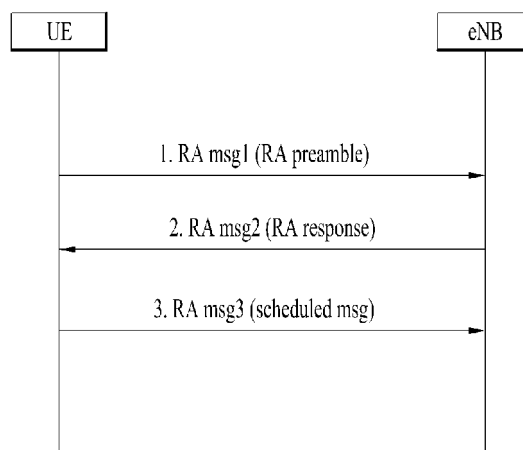 UE
eNB
1. RA msg1 (RA preamble)
2. RA msg2 (RA response)
3. RA msg3 (scheduled msg)